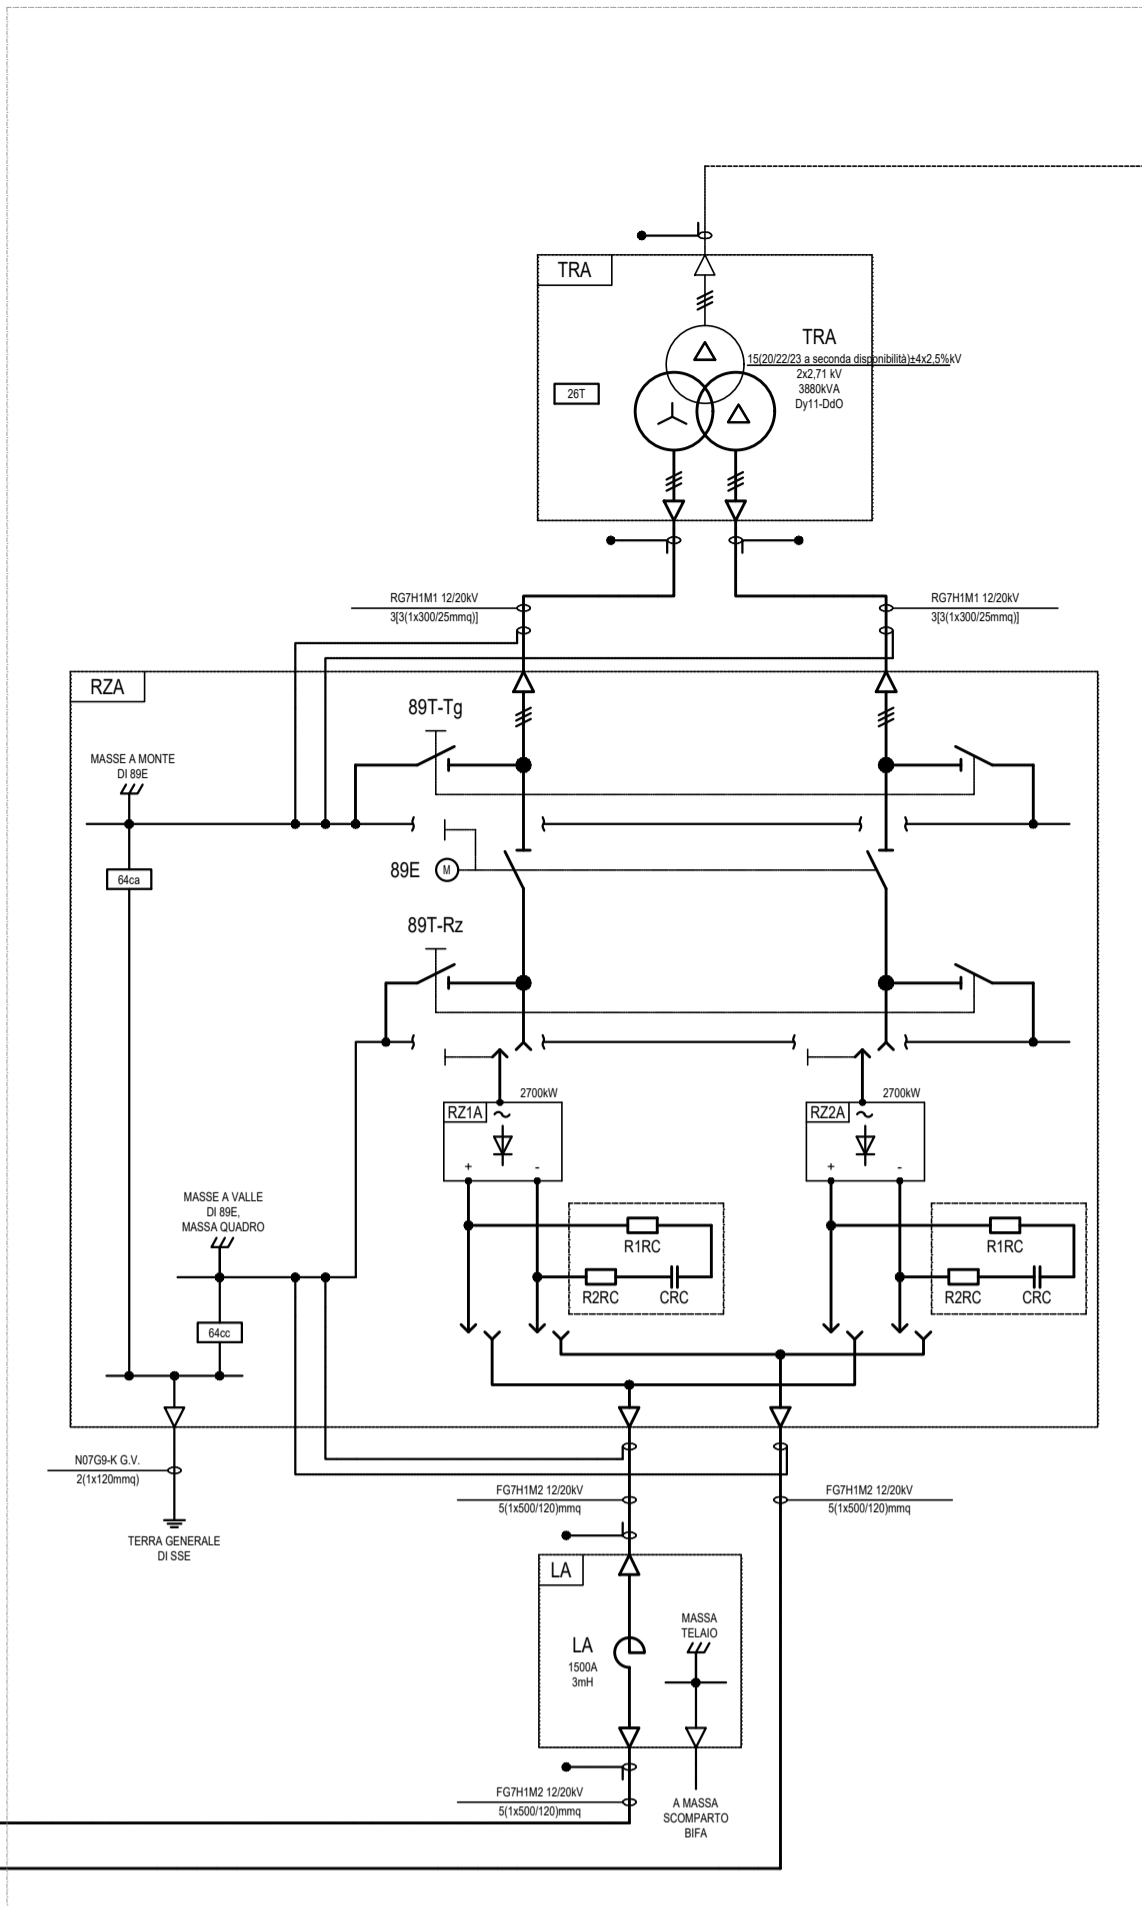 TRA
TRA
15(20/22/23 a seconda disponibilità)±4x2,5%kV
2x2,71 kV
3880kVA
Dy11-DdO
26T
RG7H1M1 12/20kV
3[3(1x300/25mmq)]
RG7H1M1 12/20kV
3[3(1x300/25mmq)]
RZA
89T-Tg
MASSE A MONTE
DI 89E
64ca
89E
M
89T-Rz
2700kW
RZ1A
+
-
2700kW
RZ2A
+
-
MASSE A VALLE
DI 89E,
MASSA QUADRO
R1RC
R2RC
CRC
R1RC
R2RC
CRC
64cc
N07G9-K G.V.
2(1x120mmq)
TERRA GENERALE
DI SSE
FG7H1M2 12/20kV
5(1x500/120)mmq
FG7H1M2 12/20kV
5(1x500/120)mmq
LA
LA
1500A
3mH
MASSA
TELAIO
FG7H1M2 12/20kV
5(1x500/120)mmq
A MASSA
SCOMPARTO
BIFA